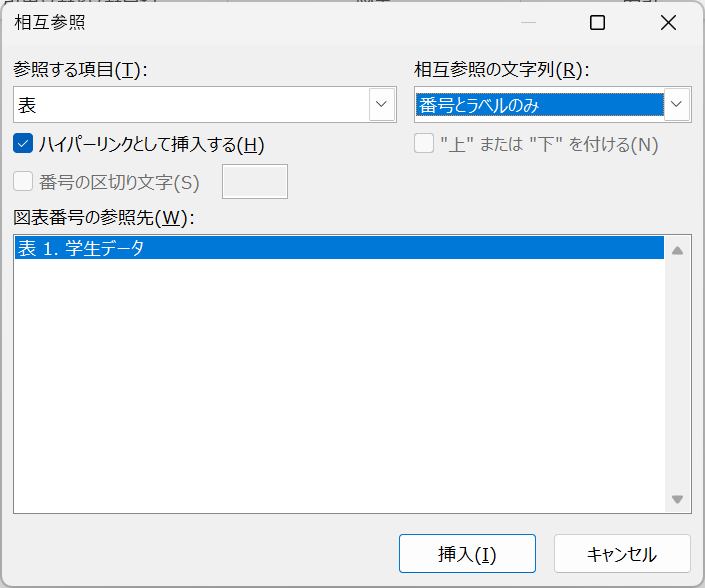 相互参照
参照する項目(T):
相互参照の文字列(R):
表
番号とラベルのみ
ハイパーリンクとして挿入する(H)
"上" または "下" を付ける(N)
番号の区切り文字(S)
図表番号の参照先(W):
表 1. 学生データ
挿入(I)
キャンセル